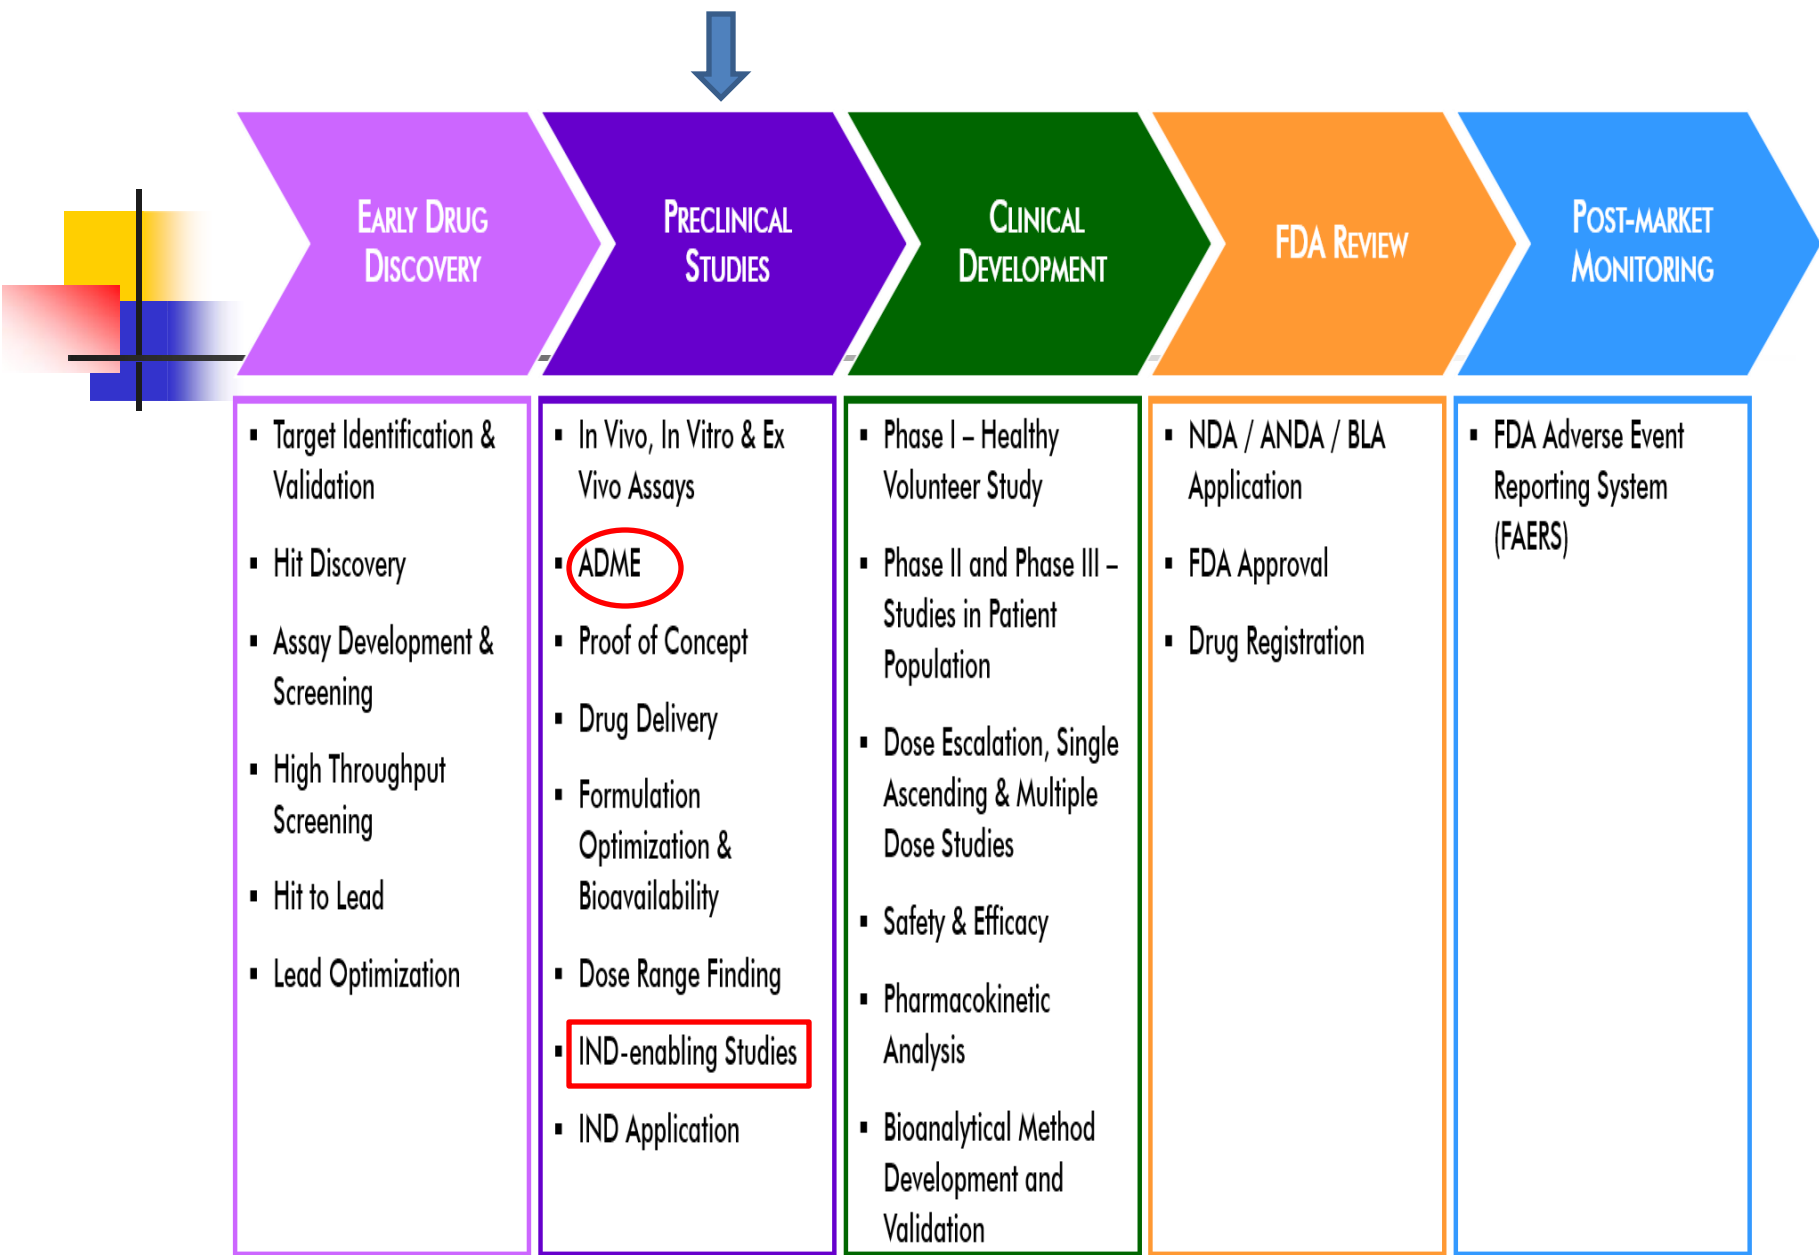 EARLY DRUG
DISCOVERY
PRECLINICAL
STUDIES
CLINICAL
DEVELOPMENT
FDA REVIEW
POST-MARKET
MONITORING
▪ Target Identification &
Validation
▪ Hit Discovery
▪ Assay Development &
Screening
▪ High Throughput
Screening
▪ Hit to Lead
▪ Lead Optimization
▪ In Vivo, In Vitro & Ex
Vivo Assays
▪ ADME
▪ Proof of Concept
▪ Drug Delivery
▪ Formulation
Optimization &
Bioavailability
▪ Dose Range Finding
▪ IND-enabling Studies
▪ IND Application
▪ Phase I – Healthy
Volunteer Study
▪ Phase II and Phase III –
Studies in Patient
Population
▪ Dose Escalation, Single
Ascending & Multiple
Dose Studies
▪ Safety & Efficacy
▪ Pharmacokinetic
Analysis
▪ Bioanalytical Method
Development and
Validation
▪ NDA / ANDA / BLA
Application
▪ FDA Approval
▪ Drug Registration
▪ FDA Adverse Event
Reporting System
(FAERS)